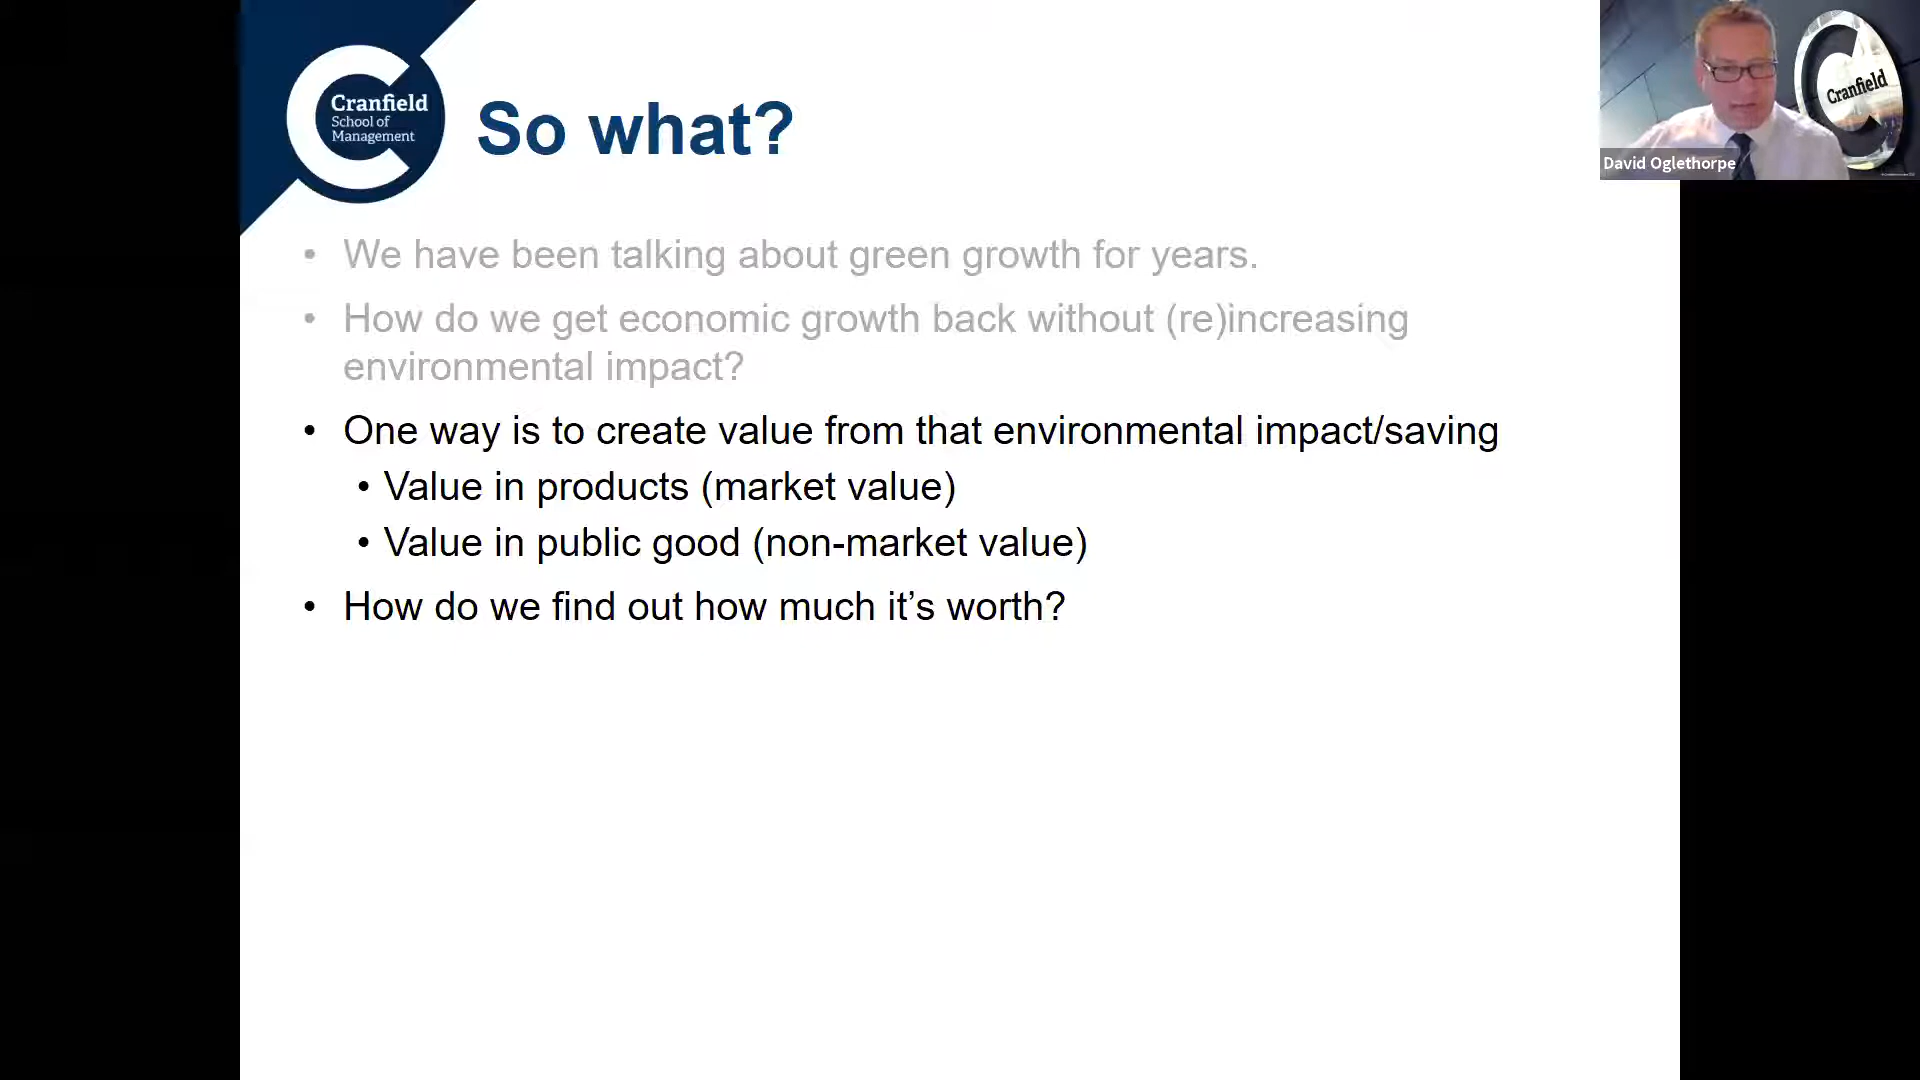 Cranfield
School of
Management
So what?
• We have been talking about green growth for years.
• How do we get economic growth back without (re)increasing
environmental impact?
• One way is to create value from that environmental impact/saving
• Value in products (market value)
• Value in public good (non-market value)
• How do we find out how much it’s worth?
Cranfield
David Oglethorpe